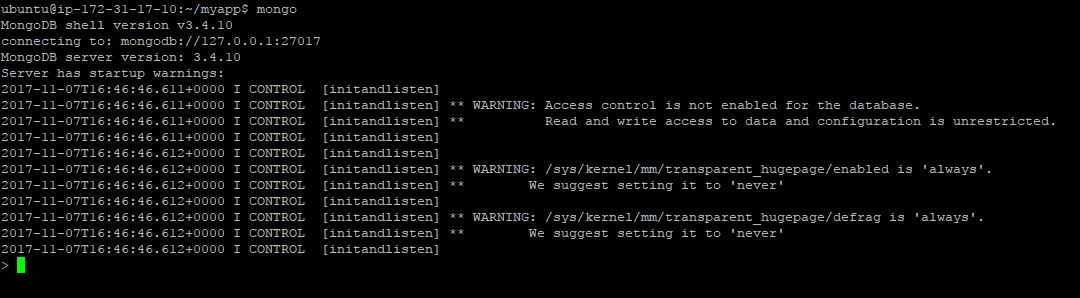 ubuntu@ip-172-31-17-10:~/myapp$ mongo
MongoDB shell version v3.4.10
connecting to: mongodb://127.0.0.1:27017
MongoDB server version: 3.4.10
Server has startup warnings:
2017-11-07T16:46:46.611+0000 I CONTROL  [initandlisten]
2017-11-07T16:46:46.611+0000 I CONTROL  [initandlisten] ** WARNING: Access control is not enabled for the database.
2017-11-07T16:46:46.611+0000 I CONTROL  [initandlisten] **          Read and write access to data and configuration is unrestricted.
2017-11-07T16:46:46.611+0000 I CONTROL  [initandlisten]
2017-11-07T16:46:46.612+0000 I CONTROL  [initandlisten]
2017-11-07T16:46:46.612+0000 I CONTROL  [initandlisten] ** WARNING: /sys/kernel/mm/transparent_hugepage/enabled is 'always'.
2017-11-07T16:46:46.612+0000 I CONTROL  [initandlisten] **        We suggest setting it to 'never'
2017-11-07T16:46:46.612+0000 I CONTROL  [initandlisten]
2017-11-07T16:46:46.612+0000 I CONTROL  [initandlisten] ** WARNING: /sys/kernel/mm/transparent_hugepage/defrag is 'always'.
2017-11-07T16:46:46.612+0000 I CONTROL  [initandlisten] **        We suggest setting it to 'never'
2017-11-07T16:46:46.612+0000 I CONTROL  [initandlisten]
>